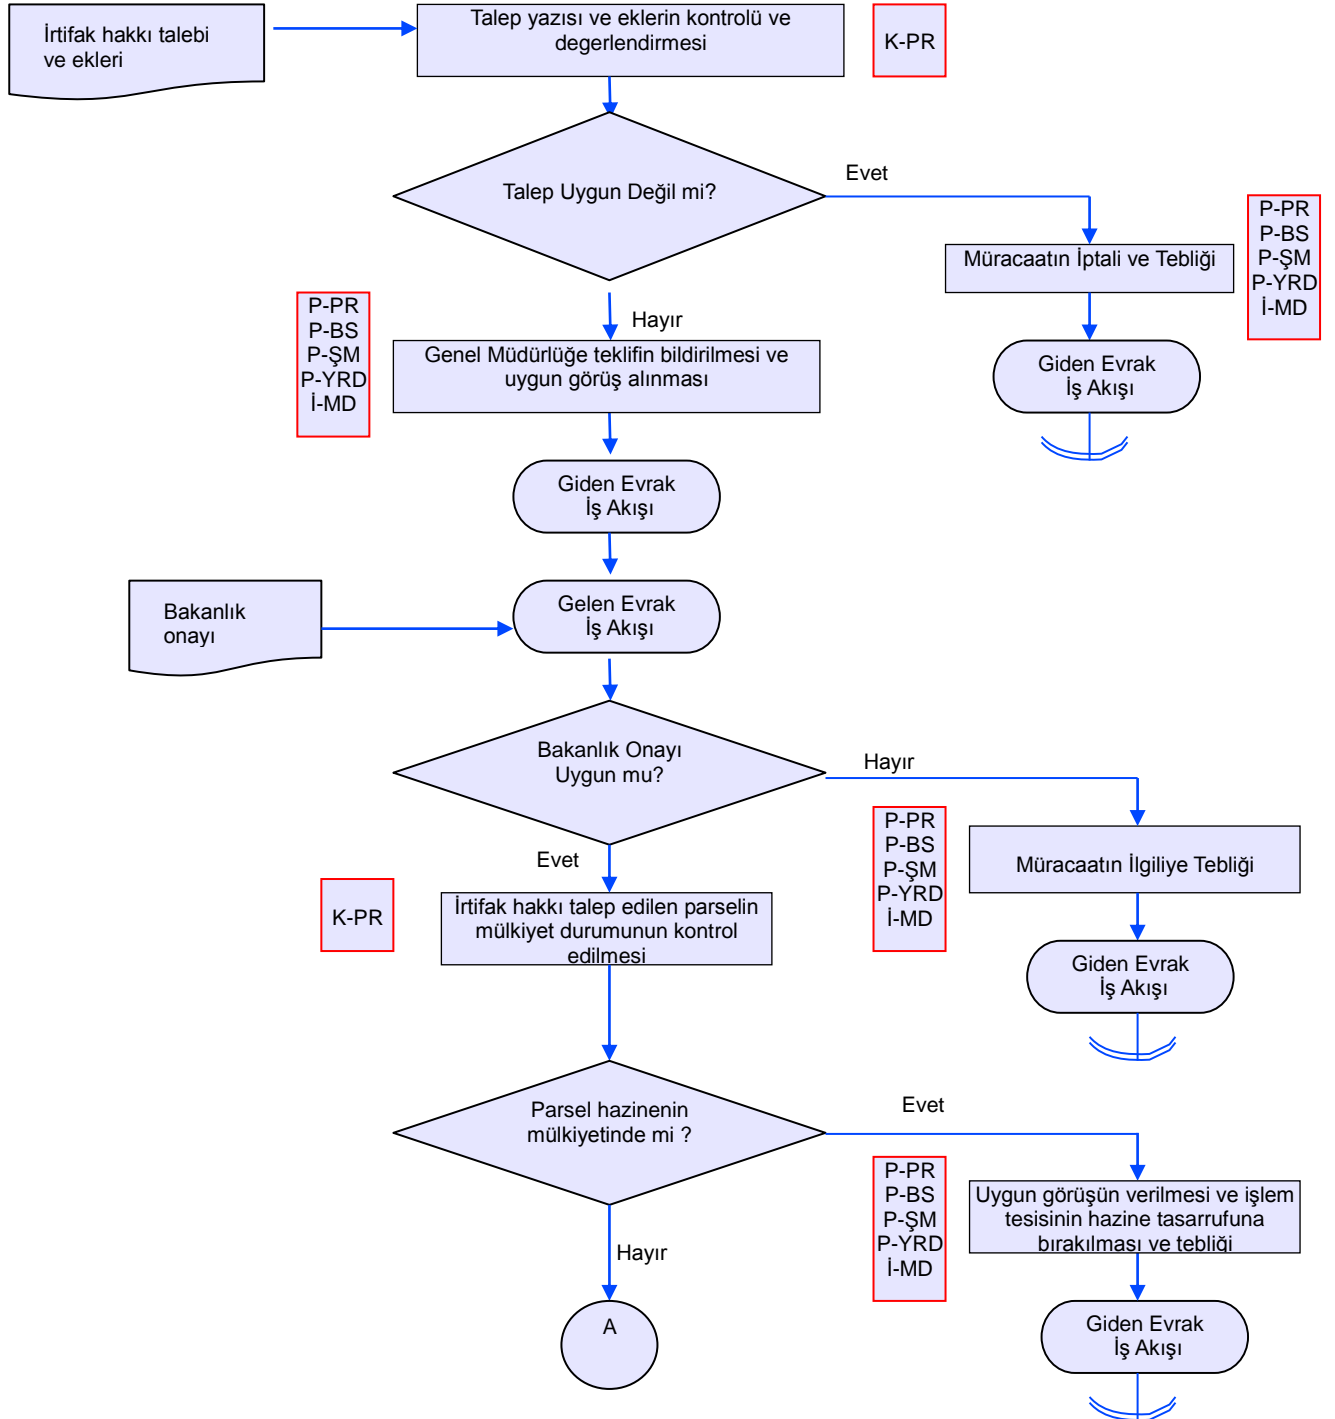 İrtifak hakkı talebi
ve ekleri
Talep yazısı ve eklerin kontrolü ve
degerlendirmesi
K-PR
Talep Uygun Değil mi?
Evet
P-PR
P-BS
P-ŞM
P-YRD
İ-MD
Müracaatın İptali ve Tebliği
Giden Evrak
İş Akışı
P-PR
P-BS
P-ŞM
P-YRD
İ-MD
Hayır
Genel Müdürlüğe teklifin bildirilmesi ve
uygun görüş alınması
Giden Evrak
İş Akışı
Bakanlık
onayı
Gelen Evrak
İş Akışı
Bakanlık Onayı
Uygun mu?
Hayır
P-PR
P-BS
P-ŞM
P-YRD
İ-MD
Müracaatın İlgiliye Tebliği
Giden Evrak
İş Akışı
Evet
K-PR
İrtifak hakkı talep edilen parselin
mülkiyet durumunun kontrol
edilmesi
Parsel hazinenin
mülkiyetinde mi ?
Evet
P-PR
P-BS
P-ŞM
P-YRD
İ-MD
Uygun görüşün verilmesi ve işlem
tesisinin hazine tasarrufuna
bırakılması ve tebliği
Giden Evrak
İş Akışı
Hayır
A